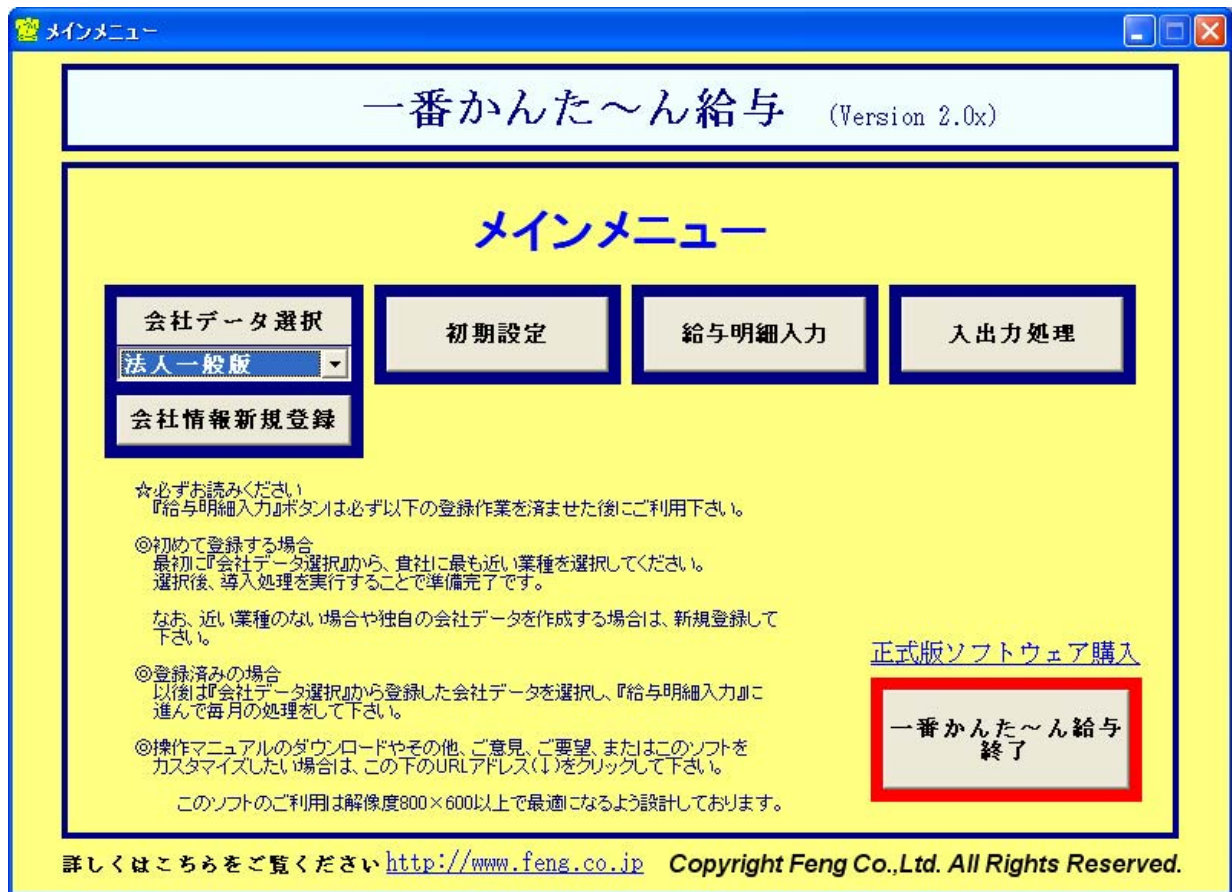 メインメニュー
一番かんた～ん給与 (Version 2.0x)
メインメニュー
会社データ選択
法人一般版
会社情報新規登録
初期設定
給与明細入力
入出力処理
☆必ずお読みください
『給与明細入力』ボタンは必ず以下の登録作業を済ませた後にご利用下さい。
◎初めて登録する場合
最初に『会社データ選択』から、貴社に最も近い業種を選択してください。
選択後、導入処理を実行することで準備完了です。
なお、近い業種のない場合や独自の会社データを作成する場合は、新規登録して
下さい。
◎登録済みの場合
以後は『会社データ選択』から登録した会社データを選択し、『給与明細入力』に
進んで毎月の処理をして下さい。
◎操作マニュアルのダウンロードやその他、ご意見、ご要望、またはこのソフトを
カスタマイズしたい場合は、この下のURLアドレス(↓)をクリックして下さい。
このソフトのご利用は解像度800×600以上で最適になるよう設計しております。
正式版ソフトウェア購入
一番かんた～ん給与
終了
詳しくはこちらをご覧ください http://www.feng.co.jp Copyright Feng Co.,Ltd. All Rights Reserved.